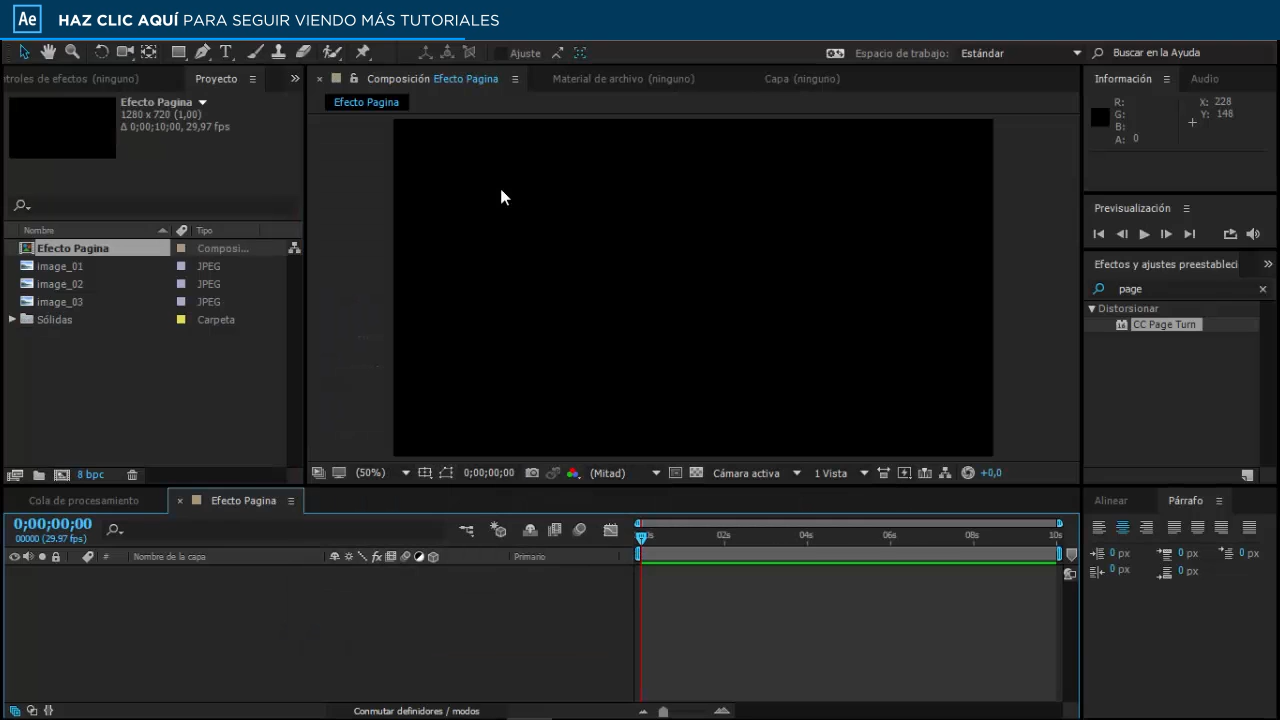 Ae HAZ CLIC AQUÍ PARA SEGUIR VIENDO MÁS TUTORIALES
Ajuste
Espacio de trabajo: Estándar
Buscar en la Ayuda
ntroles de efectos (ninguno)
Proyecto
Composición Efecto Pagina
Material de archivo (ninguno)
Capa (ninguno)
Información
Audio
Efecto Pagina
1280 x 720 (1,00)
Δ 0;00;10;00, 29,97 fps
Efecto Pagina
R:
G:
B:
A: 0
X: 228
Y: 148
Previsualización
Nombre
Tipo
Efecto Pagina
Composi...
image_01
JPEG
image_02
JPEG
image_03
JPEG
Sólidas
Carpeta
Efectos y ajustes preestableci
page
Distorsionar
CC Page Turn
8 bpc
(50%)
0;00;00;00
(Mitad)
Cámara activa
1 Vista
+0,0
Cola de procesamiento
Efecto Pagina
Alinear
Párrafo
0;00;00;00
00000 (29.97 fps)
#
Nombre de la capa
fx
Primario
0s
02s
04s
06s
08s
10s
0 px
0 px
0 px
0 px
0 px
Conmutar definidores / modos